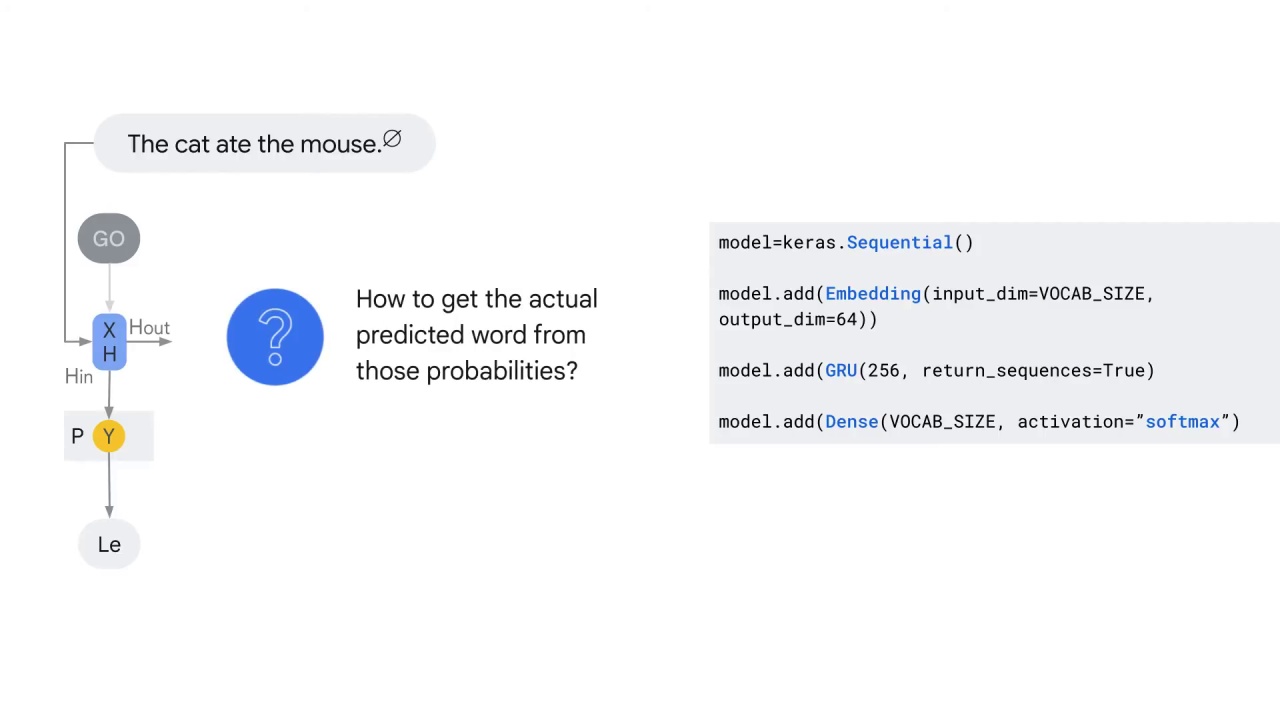 The cat ate the mouse.∅
GO
X
H
Hout
Hin
P
Y
Le
?
How to get the actual
predicted word from
those probabilities?
model=keras.Sequential()
model.add(Embedding(input_dim=VOCAB_SIZE,
output_dim=64))
model.add(GRU(256, return_sequences=True)
model.add(Dense(VOCAB_SIZE, activation=”softmax”)